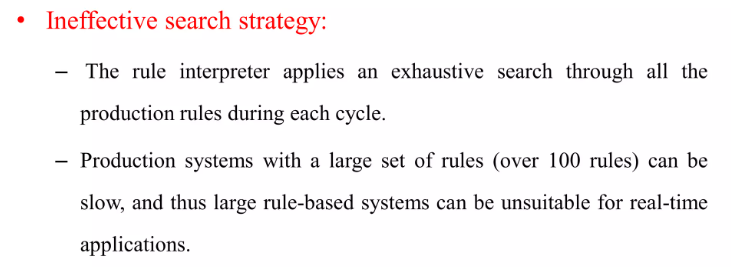 • Ineffective search strategy:
– The rule interpreter applies an exhaustive search through all the
production rules during each cycle.
– Production systems with a large set of rules (over 100 rules) can be
slow, and thus large rule-based systems can be unsuitable for real-time
applications.